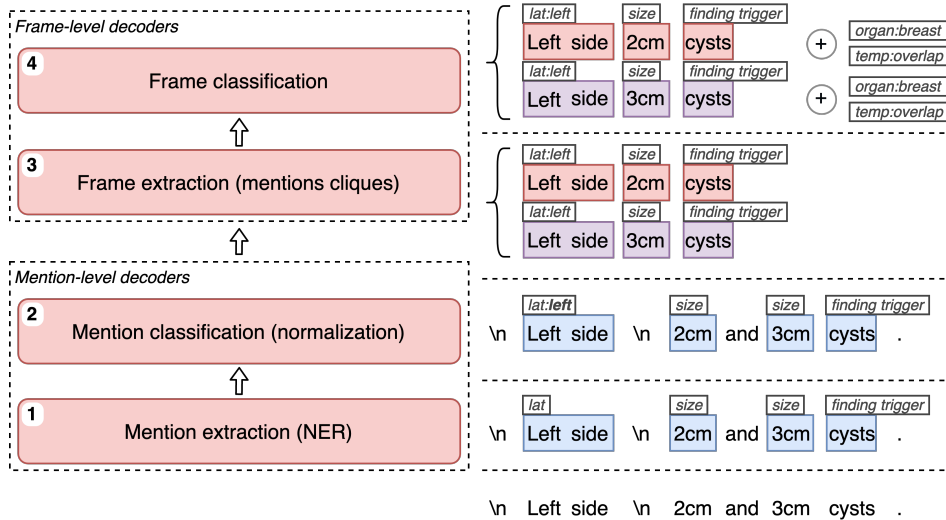 Frame-level decoders
4
Frame classification
3
Frame extraction (mentions cliques)
Mention-level decoders
2
Mention classification (normalization)
1
Mention extraction (NER)
lat:left size finding trigger
Left side 2cm cysts + organ:breast
temp:overlap
lat:left size finding trigger
Left side 3cm cysts + organ:breast
temp:overlap
lat:left size finding trigger
Left side 2cm cysts
lat:left size finding trigger
Left side 3cm cysts
lat:left size size finding trigger
\n Left side \n 2cm and 3cm cysts .
lat size size finding trigger
\n Left side \n 2cm and 3cm cysts .
\n Left side \n 2cm and 3cm cysts .